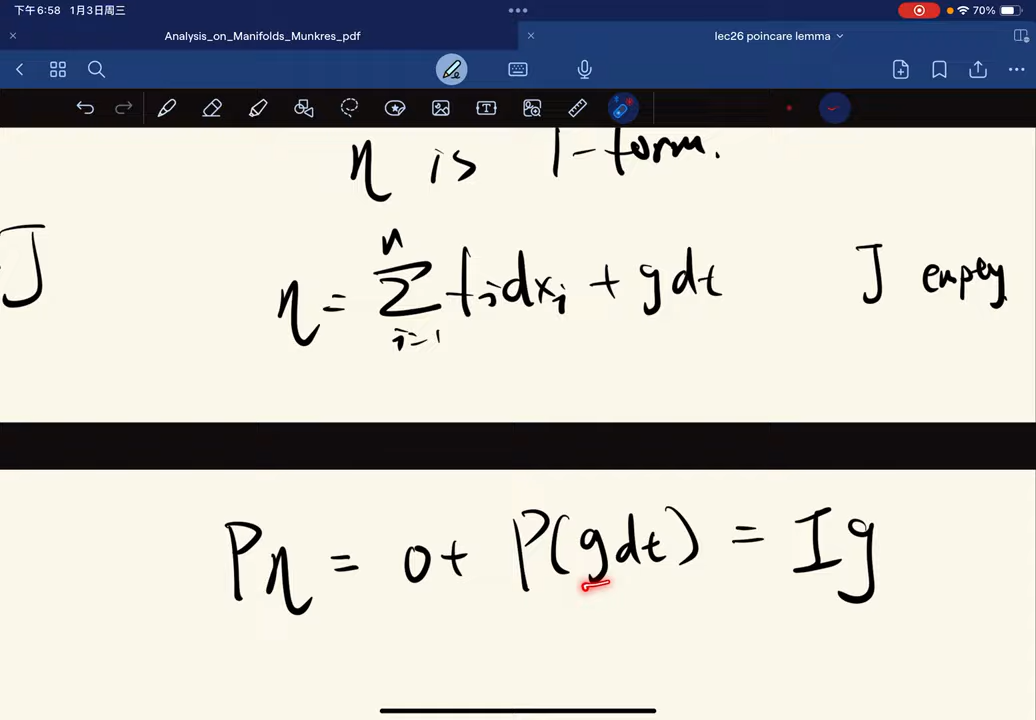 下午6:58 1月3日周三
70%
Analysis_on_Manifolds_Munkres_pdf
lec26 poincare lemma
η is 1-form.
J
η = ∑_{i=1}^{n} f_i dx_i + g dt
J empty
Pη = 0 + P(g dt) = Ig